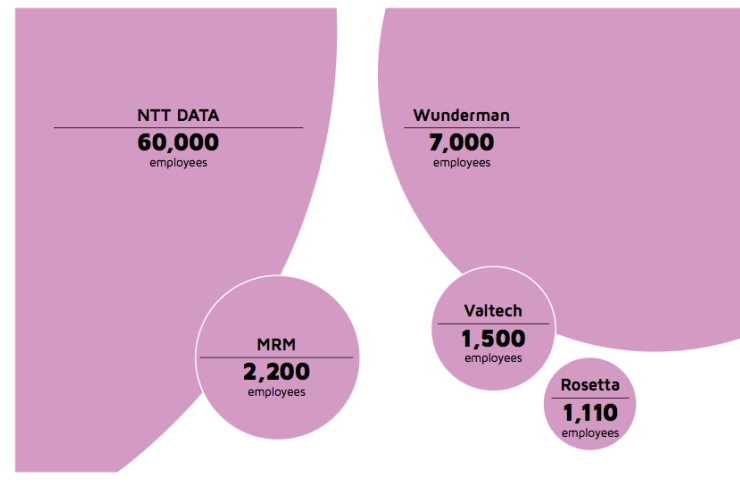 NTT DATA
60,000
employees
Wunderman
7,000
employees
MRM
2,200
employees
Valtech
1,500
employees
Rosetta
1,110
employees